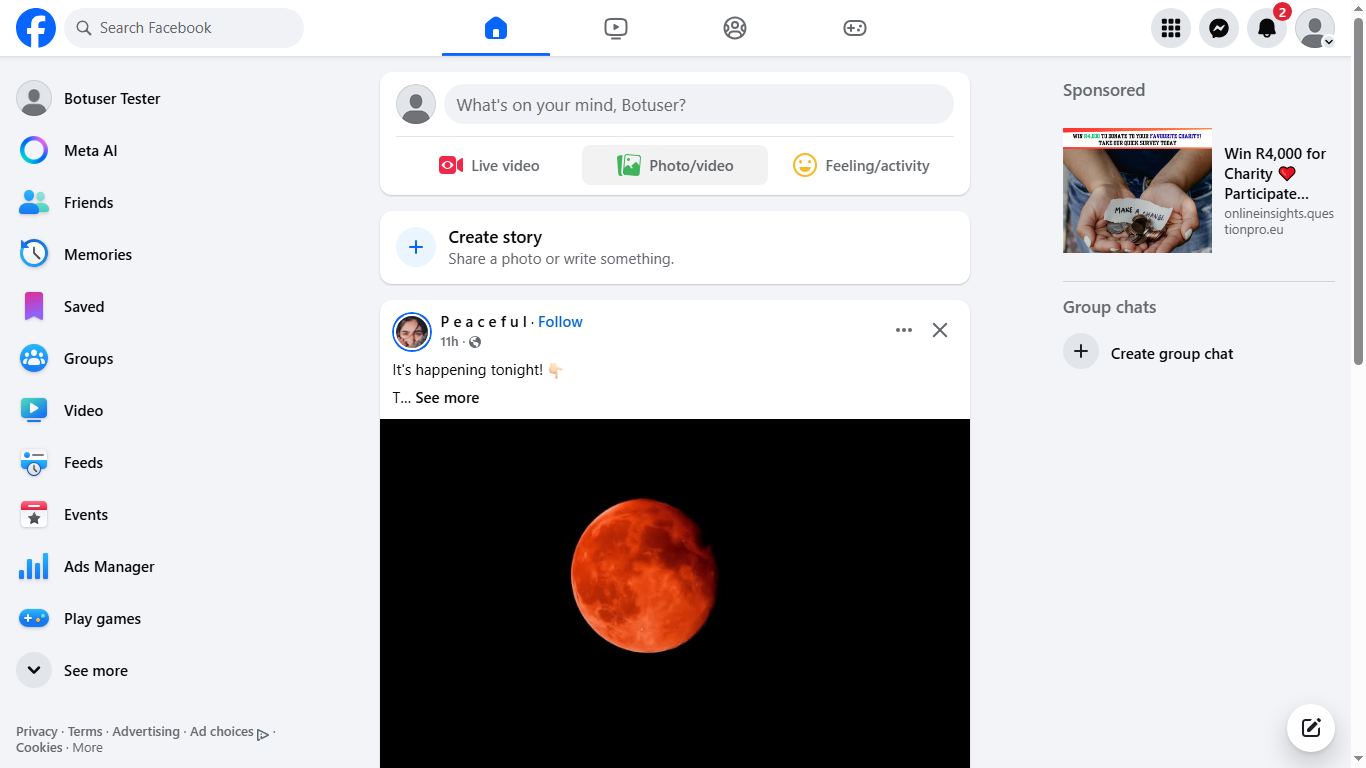 Search Facebook
2
Botuser Tester
Meta AI
Friends
Memories
Saved
Groups
Video
Feeds
Events
Ads Manager
Play games
See more
Privacy · Terms · Advertising · Ad choices ·
Cookies · More
What's on your mind, Botuser?
Live video
Photo/video
Feeling/activity
Create story
Share a photo or write something.
P e a c e f u l · Follow
11h ·
It's happening tonight! 👇🏻
T... See more
Sponsored
WIN R4,000 TO DONATE TO YOUR FAVOURITE CHARITY!
TAKE OUR QUICK SURVEY TODAY
MAKE A CHANGE
Win R4,000 for
Charity ❤️
Participate...
onlineinsights.ques
tionpro.eu
Group chats
Create group chat